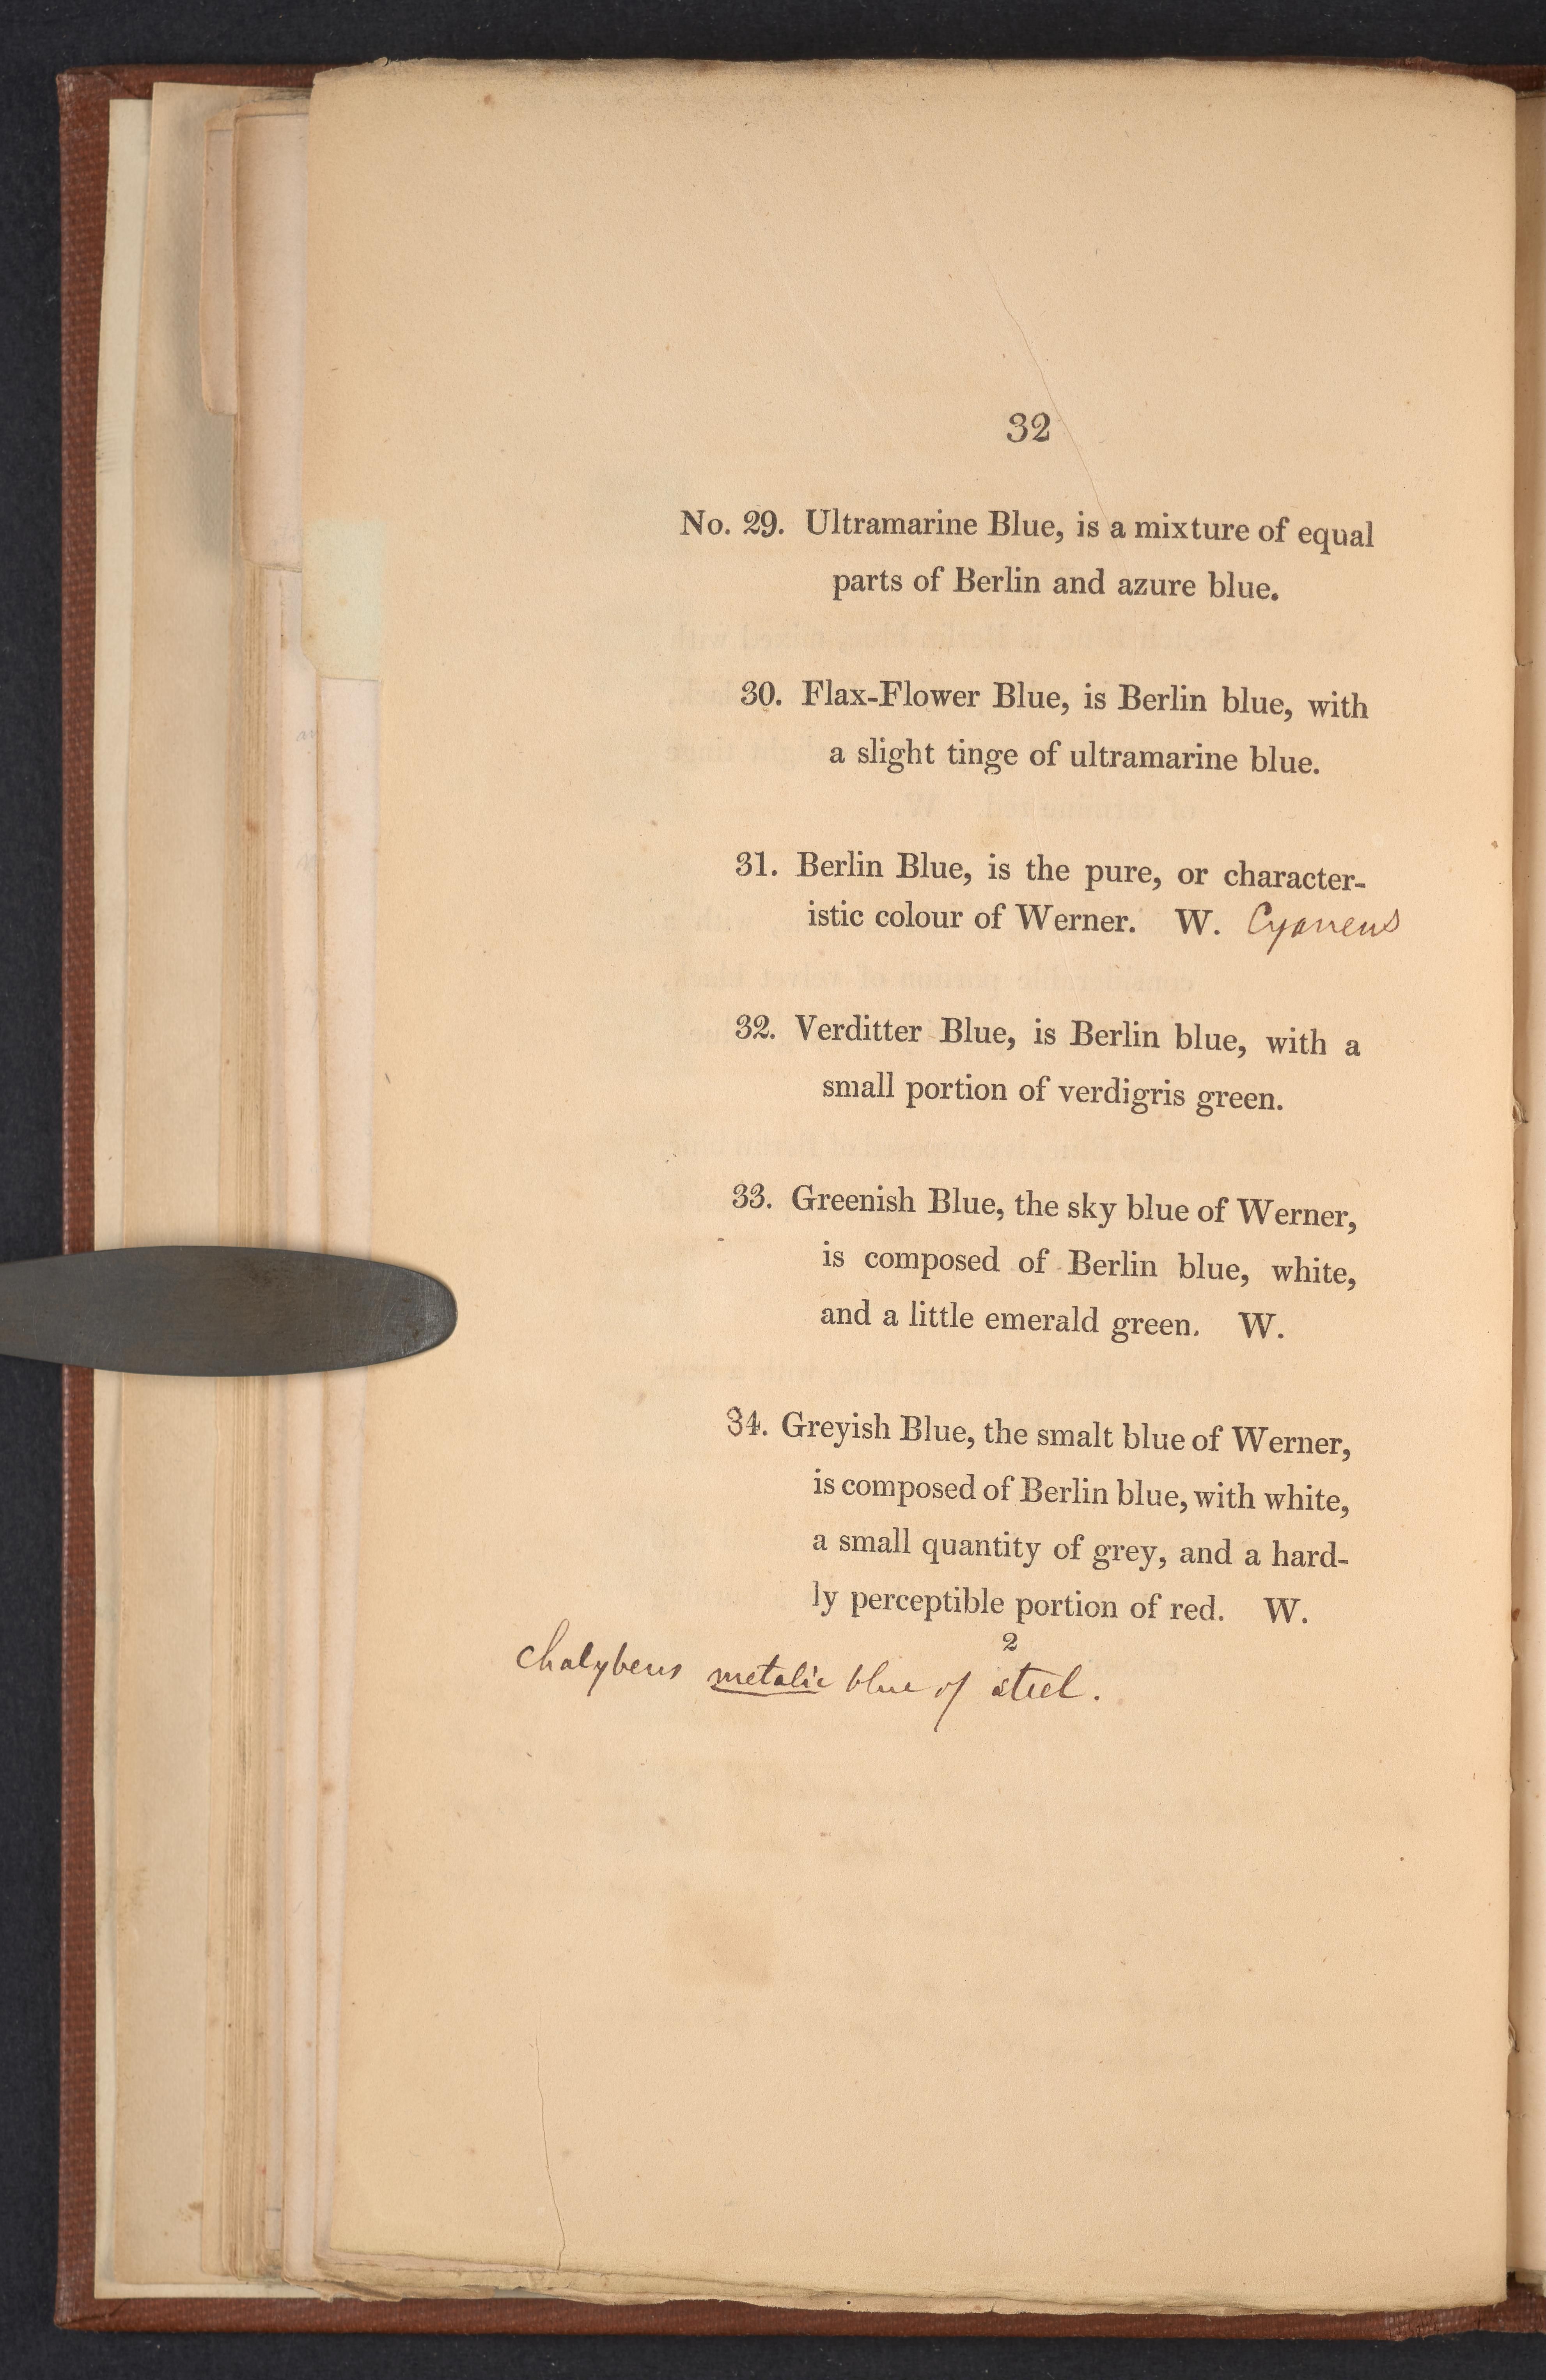 32
No. 29. Ultramarine Blue, is a mixture of equal
parts of Berlin and azure blue.
30. Flax-Flower Blue, is Berlin blue, with
a slight tinge of ultramarine blue.
31. Berlin Blue, is the pure, or character-
istic colour of Werner. W. Cyaneus
32. Verditter Blue, is Berlin blue, with a
small portion of verdigris green.
33. Greenish Blue, the sky blue of Werner,
is composed of Berlin blue, white,
and a little emerald green. W.
34. Greyish Blue, the smalt blue of Werner,
is composed of Berlin blue, with white,
a small quantity of grey, and a hard-
ly perceptible portion of red. W.
2
chalybeus metalic blue of steel.